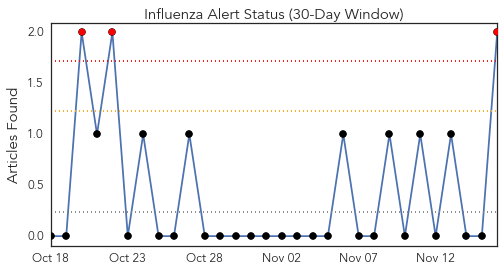 Influenza Alert Status (30-Day Window)
Articles Found
2.0
1.5
1.0
0.5
0.0
Oct 18 Oct 23 Oct 28 Nov 02 Nov 07 Nov 12